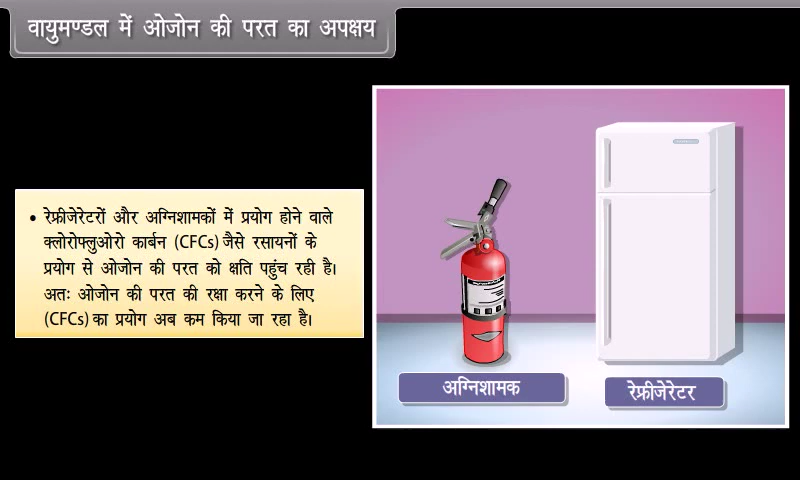 वायुमण्डल में ओजोन की परत का अपक्षय
• रेफ्रीजेरेटरों और अग्निशामकों में प्रयोग होने वाले
क्लोरोफ्लुओरो कार्बन (CFCs) जैसे रसायनों के
प्रयोग से ओजोन की परत को क्षति पहुंच रही है।
अतः ओजोन की परत की रक्षा करने के लिए
(CFCs) का प्रयोग अब कम किया जा रहा है।
अग्निशामक
रेफ्रीजेरेटर